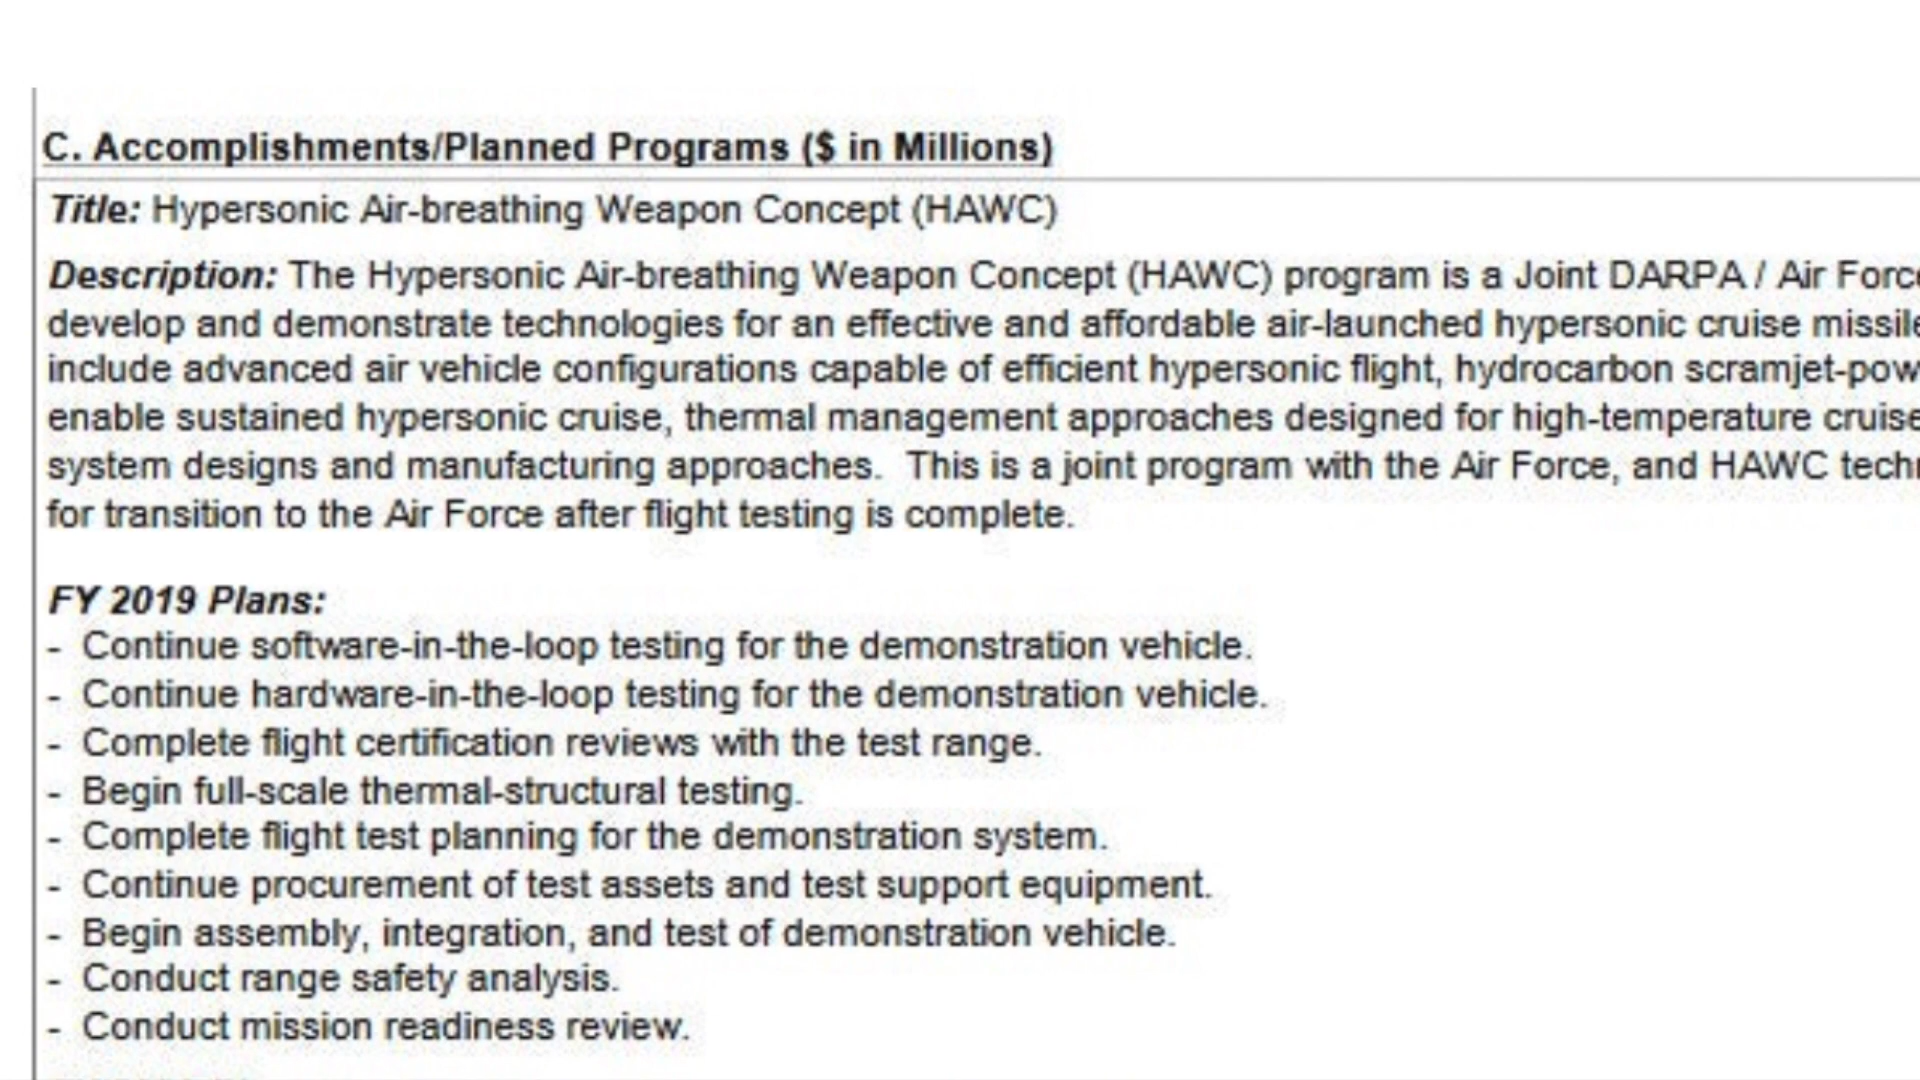 C. Accomplishments/Planned Programs ($ in Millions)
Title: Hypersonic Air-breathing Weapon Concept (HAWC)
Description: The Hypersonic Air-breathing Weapon Concept (HAWC) program is a Joint DARPA / Air Force
develop and demonstrate technologies for an effective and affordable air-launched hypersonic cruise missile
include advanced air vehicle configurations capable of efficient hypersonic flight, hydrocarbon scramjet-pow
enable sustained hypersonic cruise, thermal management approaches designed for high-temperature cruise
system designs and manufacturing approaches. This is a joint program with the Air Force, and HAWC tech
for transition to the Air Force after flight testing is complete.
FY 2019 Plans:
- Continue software-in-the-loop testing for the demonstration vehicle.
- Continue hardware-in-the-loop testing for the demonstration vehicle.
- Complete flight certification reviews with the test range.
- Begin full-scale thermal-structural testing.
- Complete flight test planning for the demonstration system.
- Continue procurement of test assets and test support equipment.
- Begin assembly, integration, and test of demonstration vehicle.
- Conduct range safety analysis.
- Conduct mission readiness review.